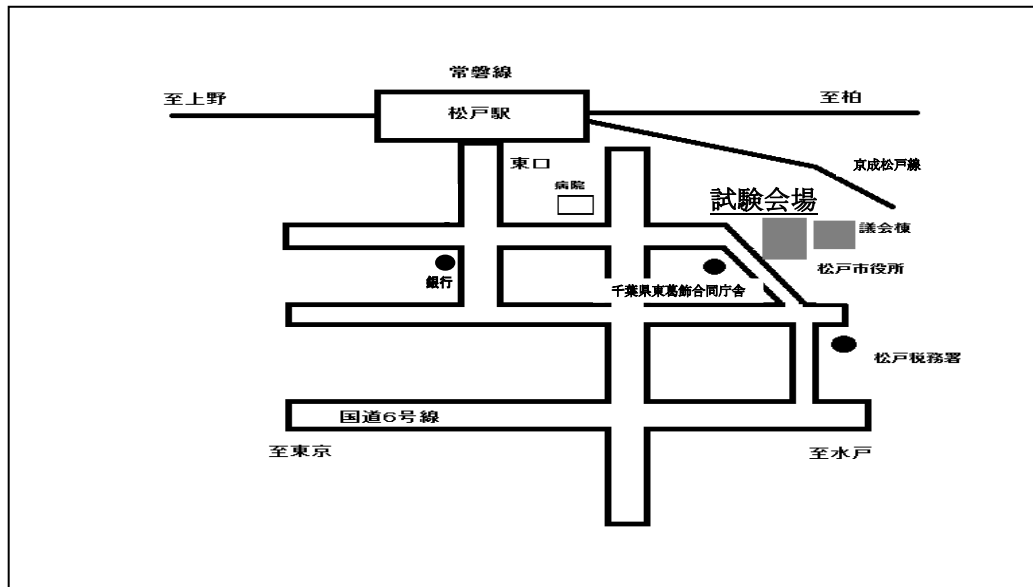 常磐線
至上野
至柏
松戸駅
東口
京成松戸線
病院
試験会場
議会棟
松戸市役所
銀行
千葉県東葛飾合同庁舎
松戸税務署
国道6号線
至東京
至水戸